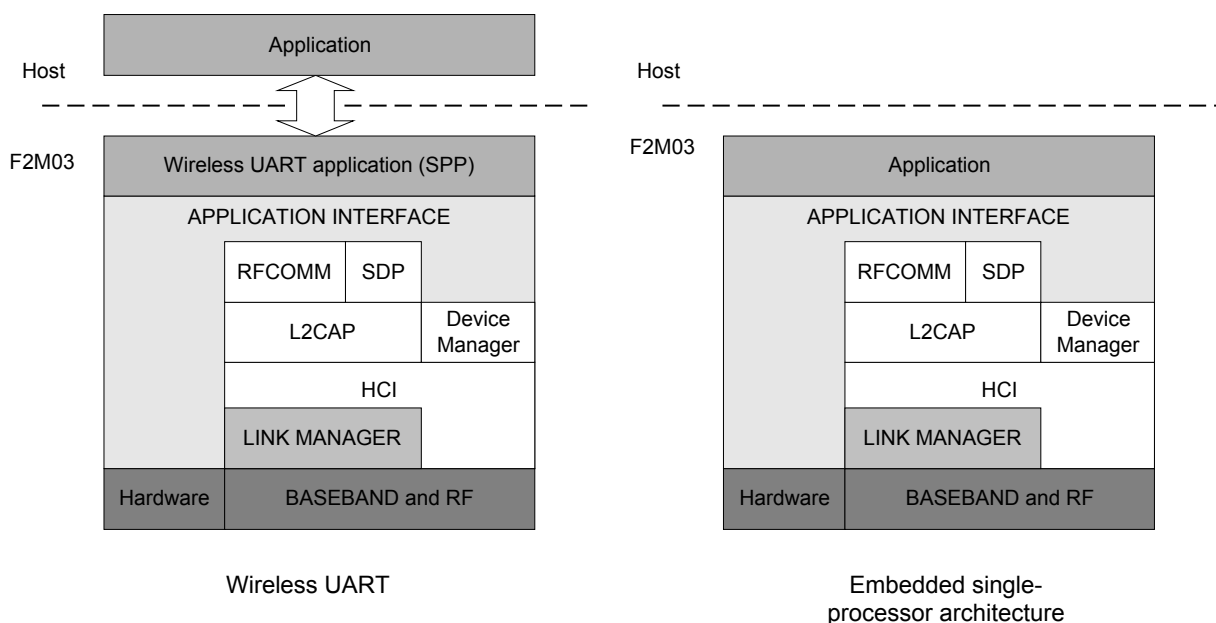 Application
Host
F2M03
Wireless UART application (SPP)
APPLICATION INTERFACE
RFCOMM
SDP
L2CAP
Device
Manager
HCI
LINK MANAGER
Hardware
BASEBAND and RF
Wireless UART
Host
F2M03
Application
APPLICATION INTERFACE
RFCOMM
SDP
L2CAP
Device
Manager
HCI
LINK MANAGER
Hardware
BASEBAND and RF
Embedded single-
processor architecture